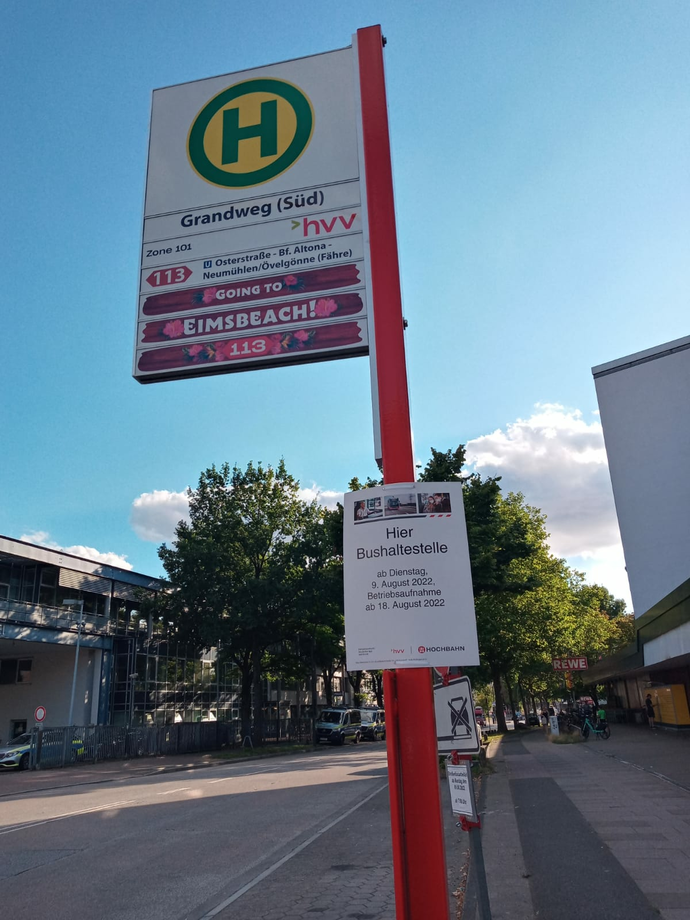 H
Grandweg (Süd)
>hvv
Zone 101
113
U Osterstraße - Bf. Altona -
Neumühlen/Övelgönne (Fähre)
GOING TO
EIMSBEACH!
113
Hier
Bushaltestelle
ab Dienstag,
9. August 2022,
Betriebsaufnahme
ab 18. August 2022
>hvv
HOCHBAHN
REWE